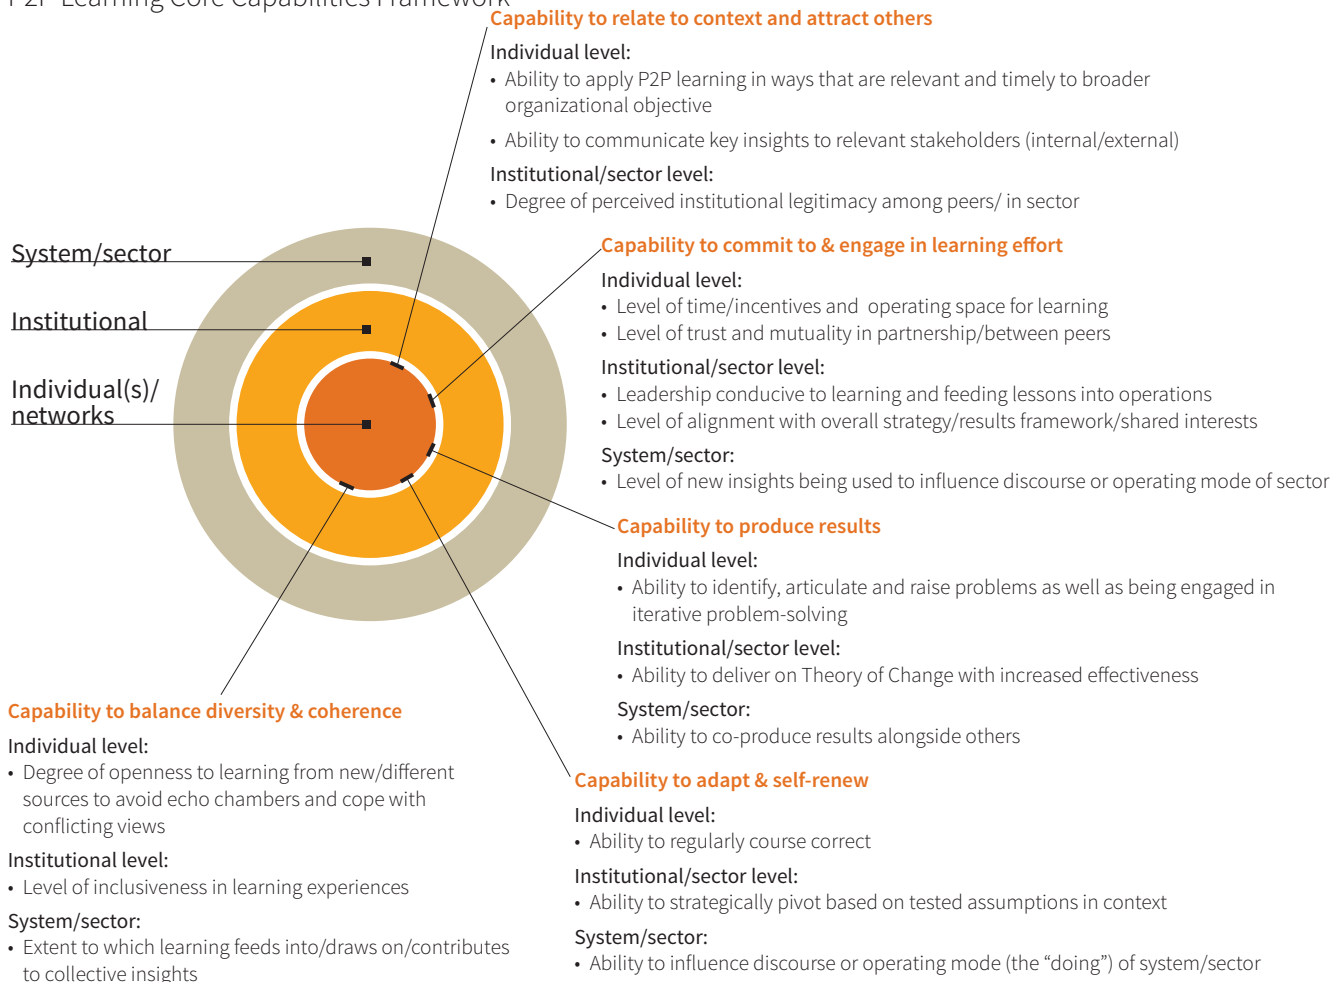 P2P Learning Core Capabilities Framework
Capability to relate to context and attract others
Individual level:
• Ability to apply P2P learning in ways that are relevant and timely to broader
organizational objective
• Ability to communicate key insights to relevant stakeholders (internal/external)
Institutional/sector level:
• Degree of perceived institutional legitimacy among peers/ in sector
System/sector
Institutional
Individual(s)/
networks
Capability to commit to & engage in learning effort
Individual level:
• Level of time/incentives and operating space for learning
• Level of trust and mutuality in partnership/between peers
Institutional/sector level:
• Leadership conducive to learning and feeding lessons into operations
• Level of alignment with overall strategy/results framework/shared interests
System/sector:
• Level of new insights being used to influence discourse or operating mode of sector
Capability to produce results
Individual level:
• Ability to identify, articulate and raise problems as well as being engaged in
iterative problem-solving
Institutional/sector level:
• Ability to deliver on Theory of Change with increased effectiveness
System/sector:
• Ability to co-produce results alongside others
Capability to balance diversity & coherence
Individual level:
• Degree of openness to learning from new/different
sources to avoid echo chambers and cope with
conflicting views
Institutional level:
• Level of inclusiveness in learning experiences
System/sector:
• Extent to which learning feeds into/draws on/contributes
to collective insights
Capability to adapt & self-renew
Individual level:
• Ability to regularly course correct
Institutional/sector level:
• Ability to strategically pivot based on tested assumptions in context
System/sector:
• Ability to influence discourse or operating mode (the “doing”) of system/sector